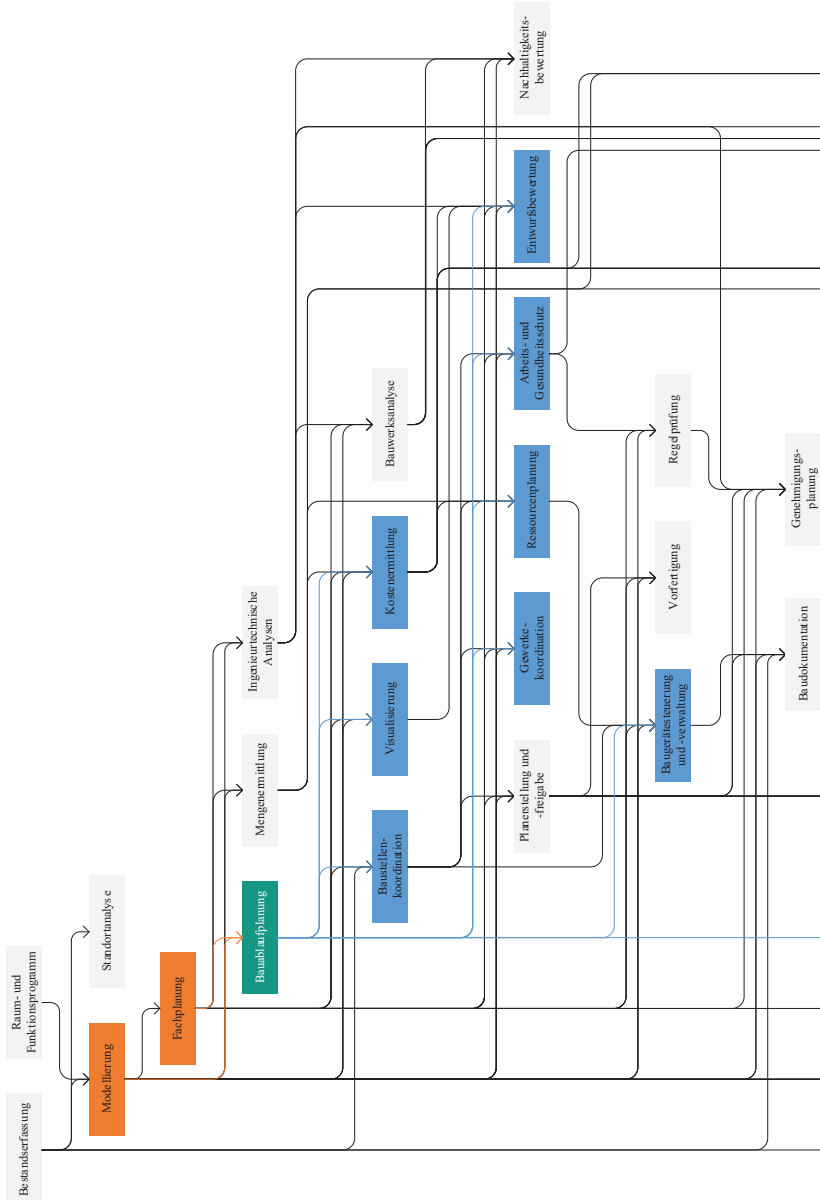 Bestandserfassung
Raum- und
Funktionsprogramm
Modellierung
Standortanalyse
Fachplanung
Bauablaufplanung
Mengenermittlung
Ingenieurtechnische
Analysen
Baustellen-
koordination
Visualisierung
Kostenermittlung
Bauwerksanalyse
Planerstellung und
-freigabe
Gewerke-
koordination
Ressourcenplanung
Arbeits- und
Gesundheitsschutz
Entwurfsbewertung
Nachhaltigkeits-
bewertung
Baugerätesteuerung
und -verwaltung
Vorfertigung
Regelprüfung
Baudokumentation
Genehmigungs-
planung